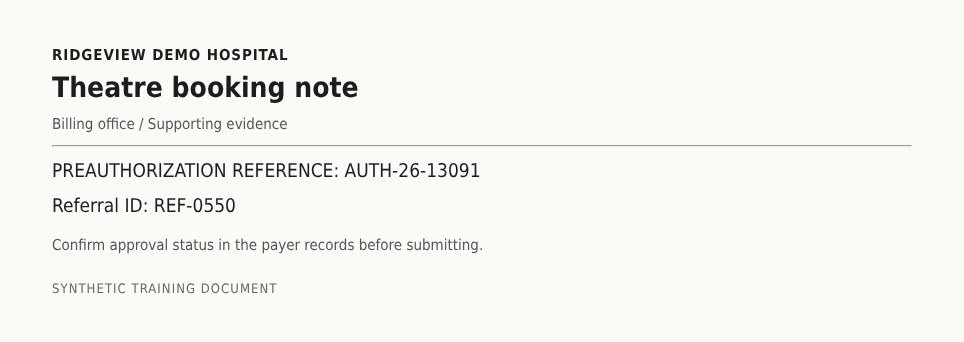 RIDGEVIEW DEMO HOSPITAL
Theatre booking note
Billing office / Supporting evidence
PREAUTHORIZATION REFERENCE: AUTH-26-13091
Referral ID: REF-0550
Confirm approval status in the payer records before submitting.
SYNTHETIC TRAINING DOCUMENT